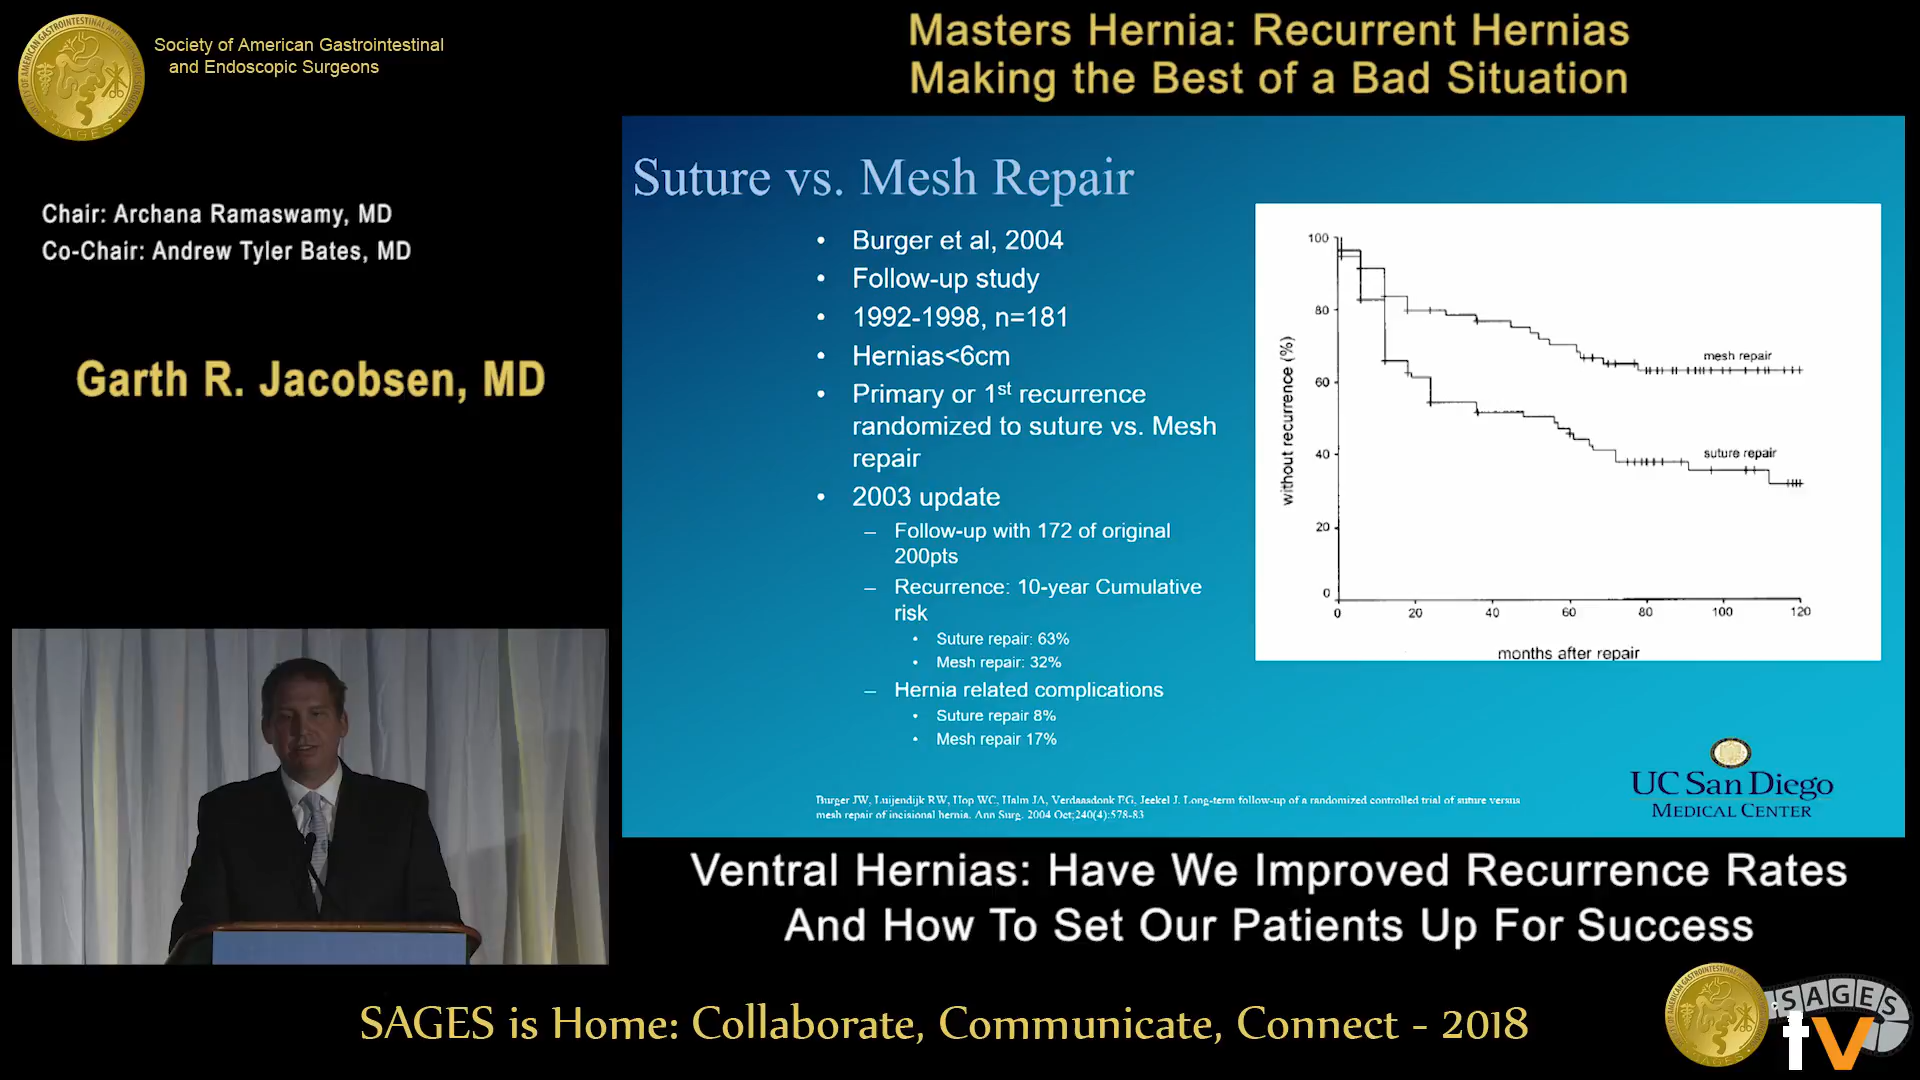 Society of American Gastrointestinal
and Endoscopic Surgeons
Masters Hernia: Recurrent Hernias
Making the Best of a Bad Situation
Chair: Archana Ramaswamy, MD
Co-Chair: Andrew Tyler Bates, MD
Garth R. Jacobsen, MD
Suture vs. Mesh Repair
• Burger et al, 2004
• Follow-up study
• 1992-1998, n=181
• Hernias<6cm
• Primary or 1st recurrence
randomized to suture vs. Mesh
repair
• 2003 update
– Follow-up with 172 of original
200pts
– Recurrence: 10-year Cumulative
risk
• Suture repair: 63%
• Mesh repair: 32%
– Hernia related complications
• Suture repair 8%
• Mesh repair 17%
Burger JW, Luijendijk RW, Hop WC, Halm JA, Verdaasdonk EG, Jeekel J. Long-term follow-up of a randomized controlled trial of suture versus
mesh repair of incisional hernia. Ann Surg. 2004 Oct;240(4):578-83
without recurrence (%)
100
80
60
40
20
0
mesh repair
suture repair
0 20 40 60 80 100 120
months after repair
UC San Diego
MEDICAL CENTER
Ventral Hernias: Have We Improved Recurrence Rates
And How To Set Our Patients Up For Success
SAGES is Home: Collaborate, Communicate, Connect - 2018
SAGES
tv